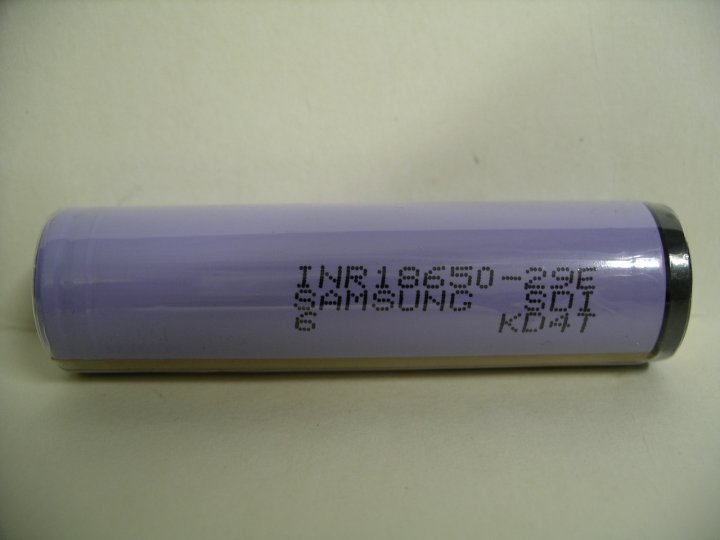 INR18650-29E
SAMSUNG SDI
6 KD4T